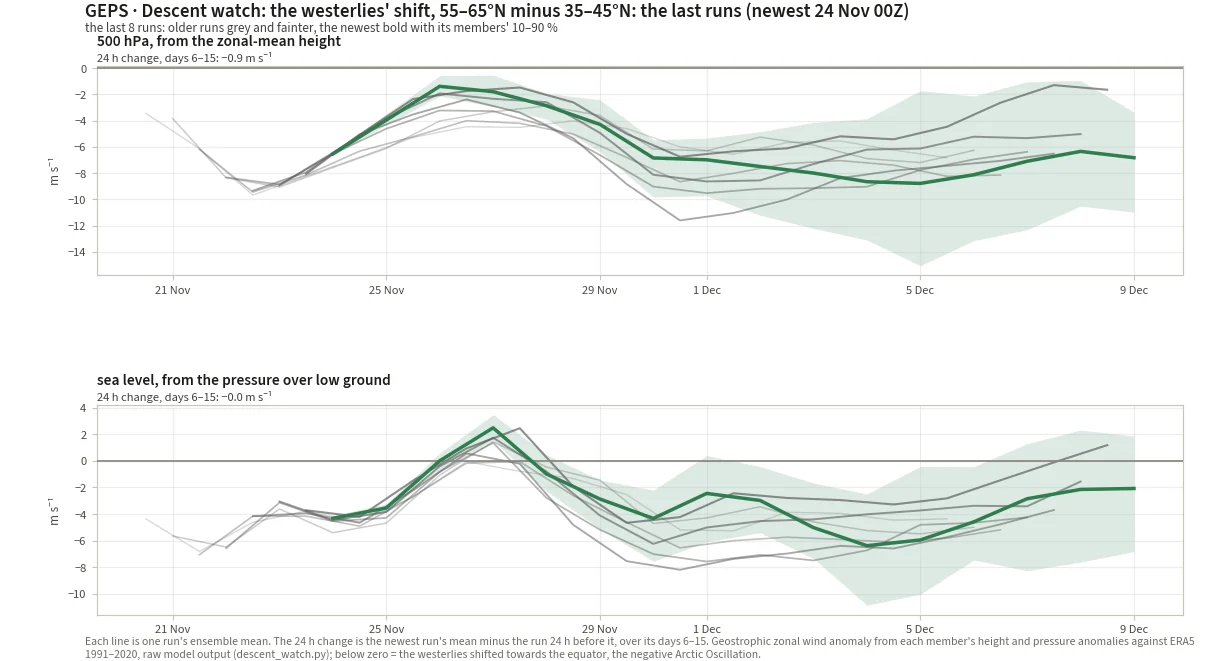 GEPS · Descent watch: the westerlies' shift, 55–65°N minus 35–45°N: the last runs (newest 24 Nov 00Z)
the last 8 runs: older runs grey and fainter, the newest bold with its members' 10–90 %
500 hPa, from the zonal-mean height
24 h change, days 6–15: −0.9 m s⁻¹
0
−2
−4
−6
−8
−10
−12
−14
m s⁻¹
21 Nov
25 Nov
29 Nov
1 Dec
5 Dec
9 Dec
sea level, from the pressure over low ground
24 h change, days 6–15: −0.0 m s⁻¹
4
2
0
−2
−4
−6
−8
−10
m s⁻¹
21 Nov
25 Nov
29 Nov
1 Dec
5 Dec
9 Dec
Each line is one run's ensemble mean. The 24 h change is the newest run's mean minus the run 24 h before it, over its days 6–15. Geostrophic zonal wind anomaly from each member's height and pressure anomalies against ERA5
1991–2020, raw model output (descent_watch.py); below zero = the westerlies shifted towards the equator, the negative Arctic Oscillation.